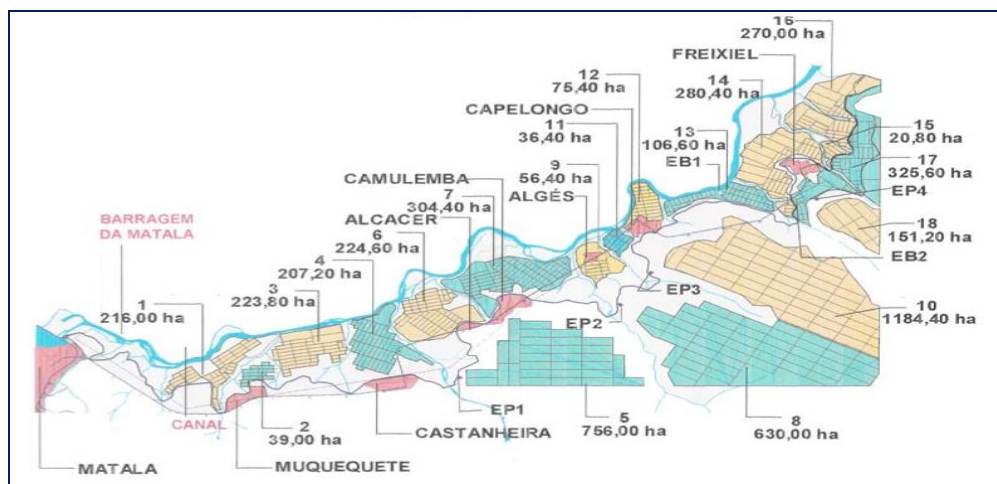 16
270,00 ha
FREIXIEL
12
75,40 ha
14
280,40 ha
CAPELONGO
11
36,40 ha
13
106,60 ha
15
20,80 ha
9
56,40 ha
EB1
17
325,60 ha
CAMULEMBA
7
304,40 ha
ALGÉS
EP4
BARRAGEM
DA MATALA
ALCACER
6
224,60 ha
18
151,20 ha
4
207,20 ha
EB2
3
223,80 ha
1
216,00 ha
EP3
10
1184,40 ha
EP2
EP1
5
756,00 ha
8
630,00 ha
CANAL
2
39,00 ha
CASTANHEIRA
MATALA
MUQUEQUETE